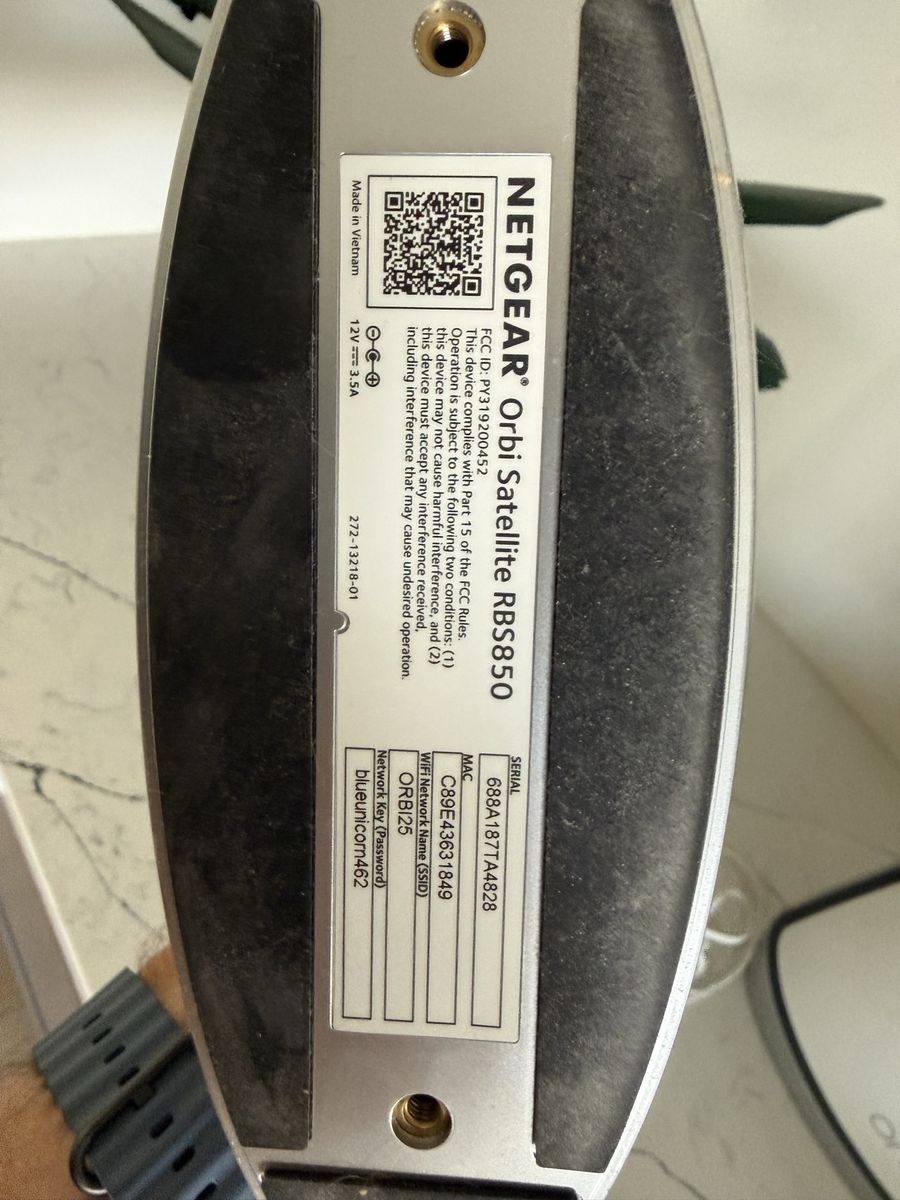 NETGEAR® Orbi Satellite RBS850
FCC ID: PY319200452
This device complies with Part 15 of the FCC Rules.
Operation is subject to the following two conditions: (1)
this device may not cause harmful interference, and (2)
this device must accept any interference received,
including interference that may cause undesired operation.
Made in Vietnam
12V ⎓ 3.5A
272-13218-01
SERIAL
688A187TA4828
MAC
C89E43631849
WiFi Network Name (SSID)
ORBI25
Network Key (Password)
blueunicorn462